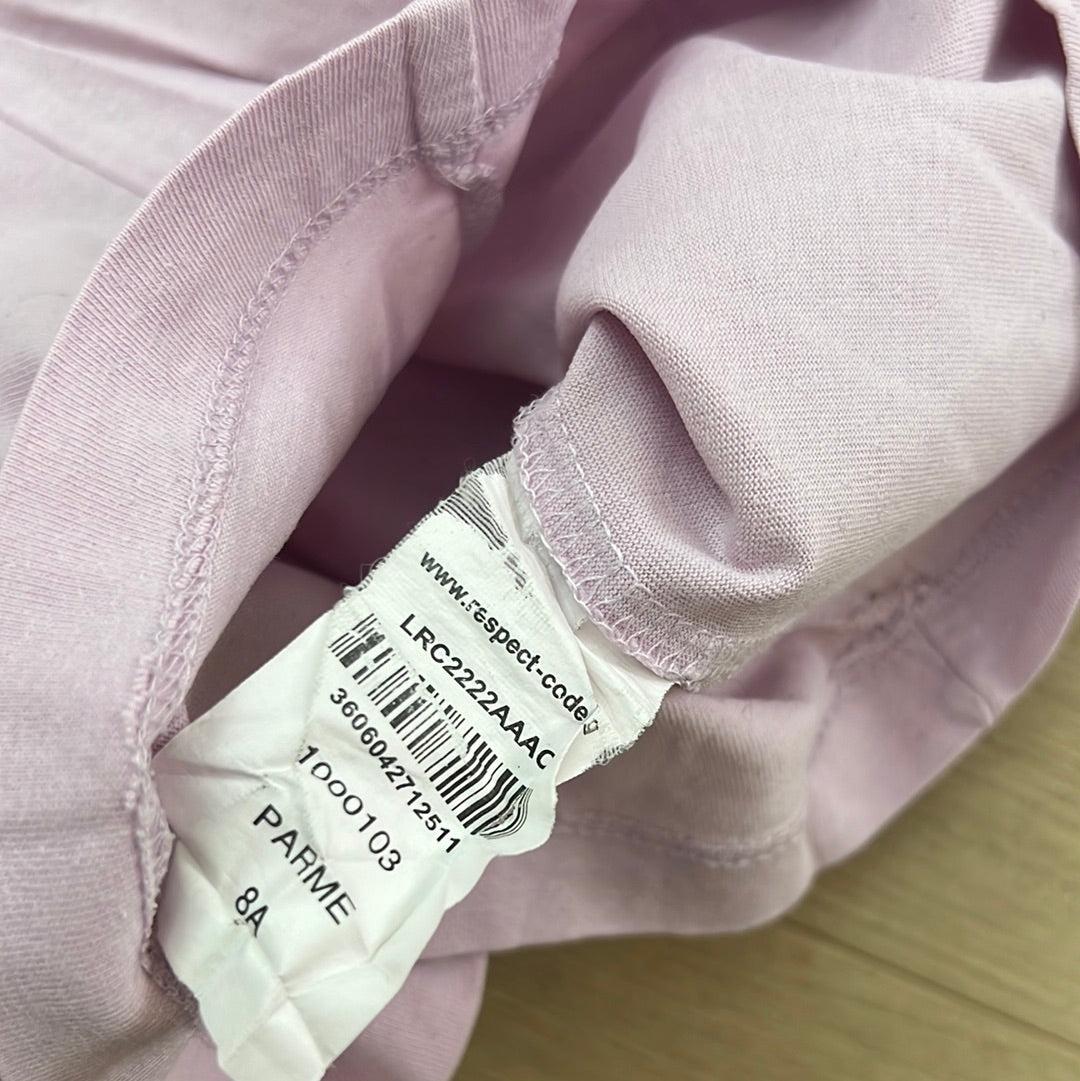 www.respect-code.
LRC2222AAAC
3606042712511
1000103
PARME
8A